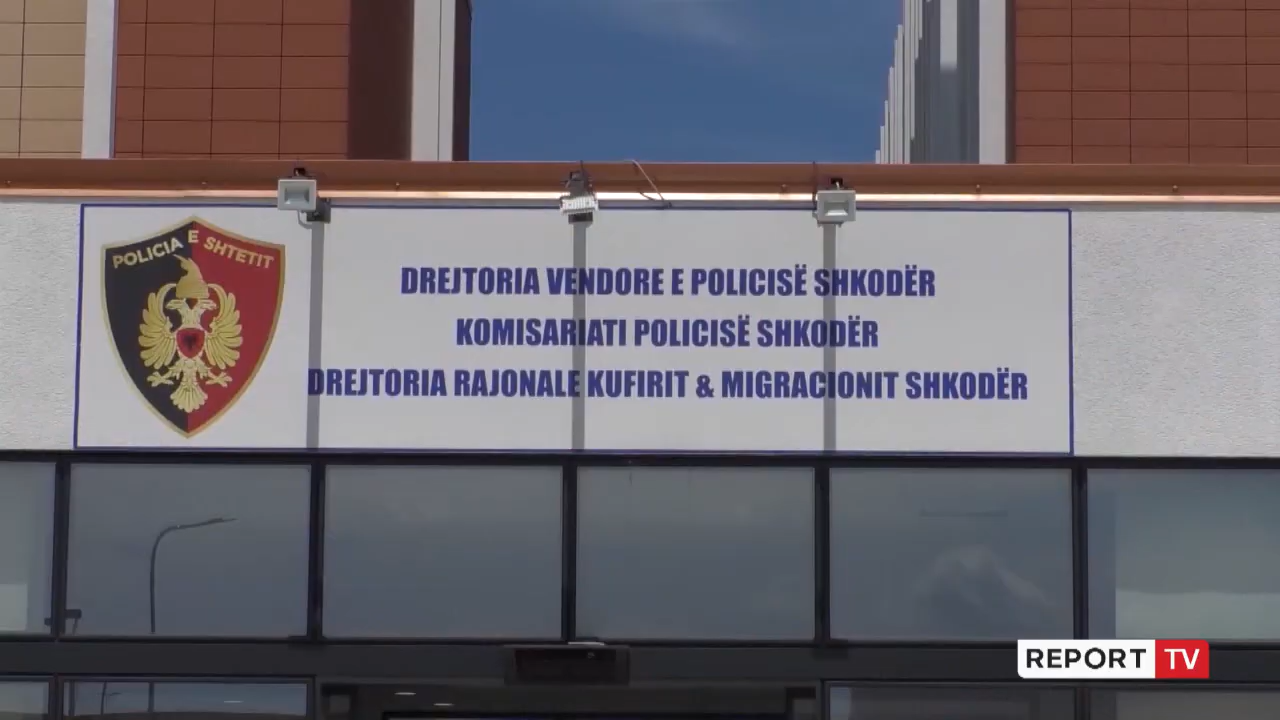 POLICIA E SHTETIT
DREJTORIA VENDORE E POLICISË SHKODËR
KOMISARIATI POLICISË SHKODËR
DREJTORIA RAJONALE KUFIRIT & MIGRACIONIT SHKODËR
REPORT TV